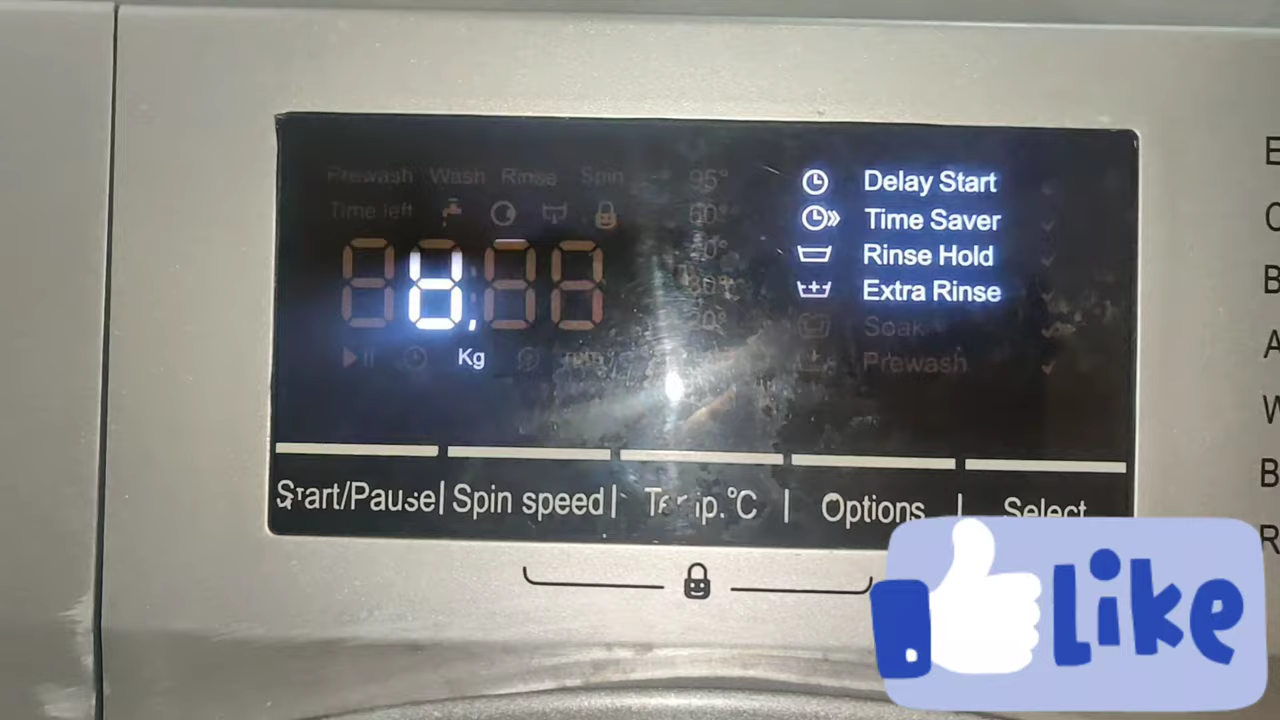 Prewash Wash Rinse Spin
Time left
95°
60°
40°
30°
20°
Kg
rpm
Delay Start
Time Saver
Rinse Hold
Extra Rinse
Soak
Prewash
Start/Pause| Spin speed| Temp.°C | Options | Select
E
C
B
A
W
B
R
Like